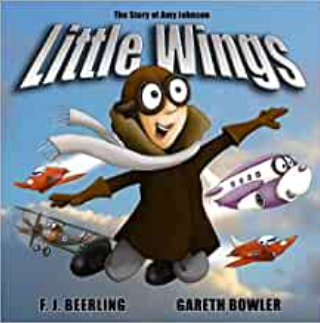 The Story of Amy Johnson
Little Wings
F. J. BEERLING
GARETH BOWLER